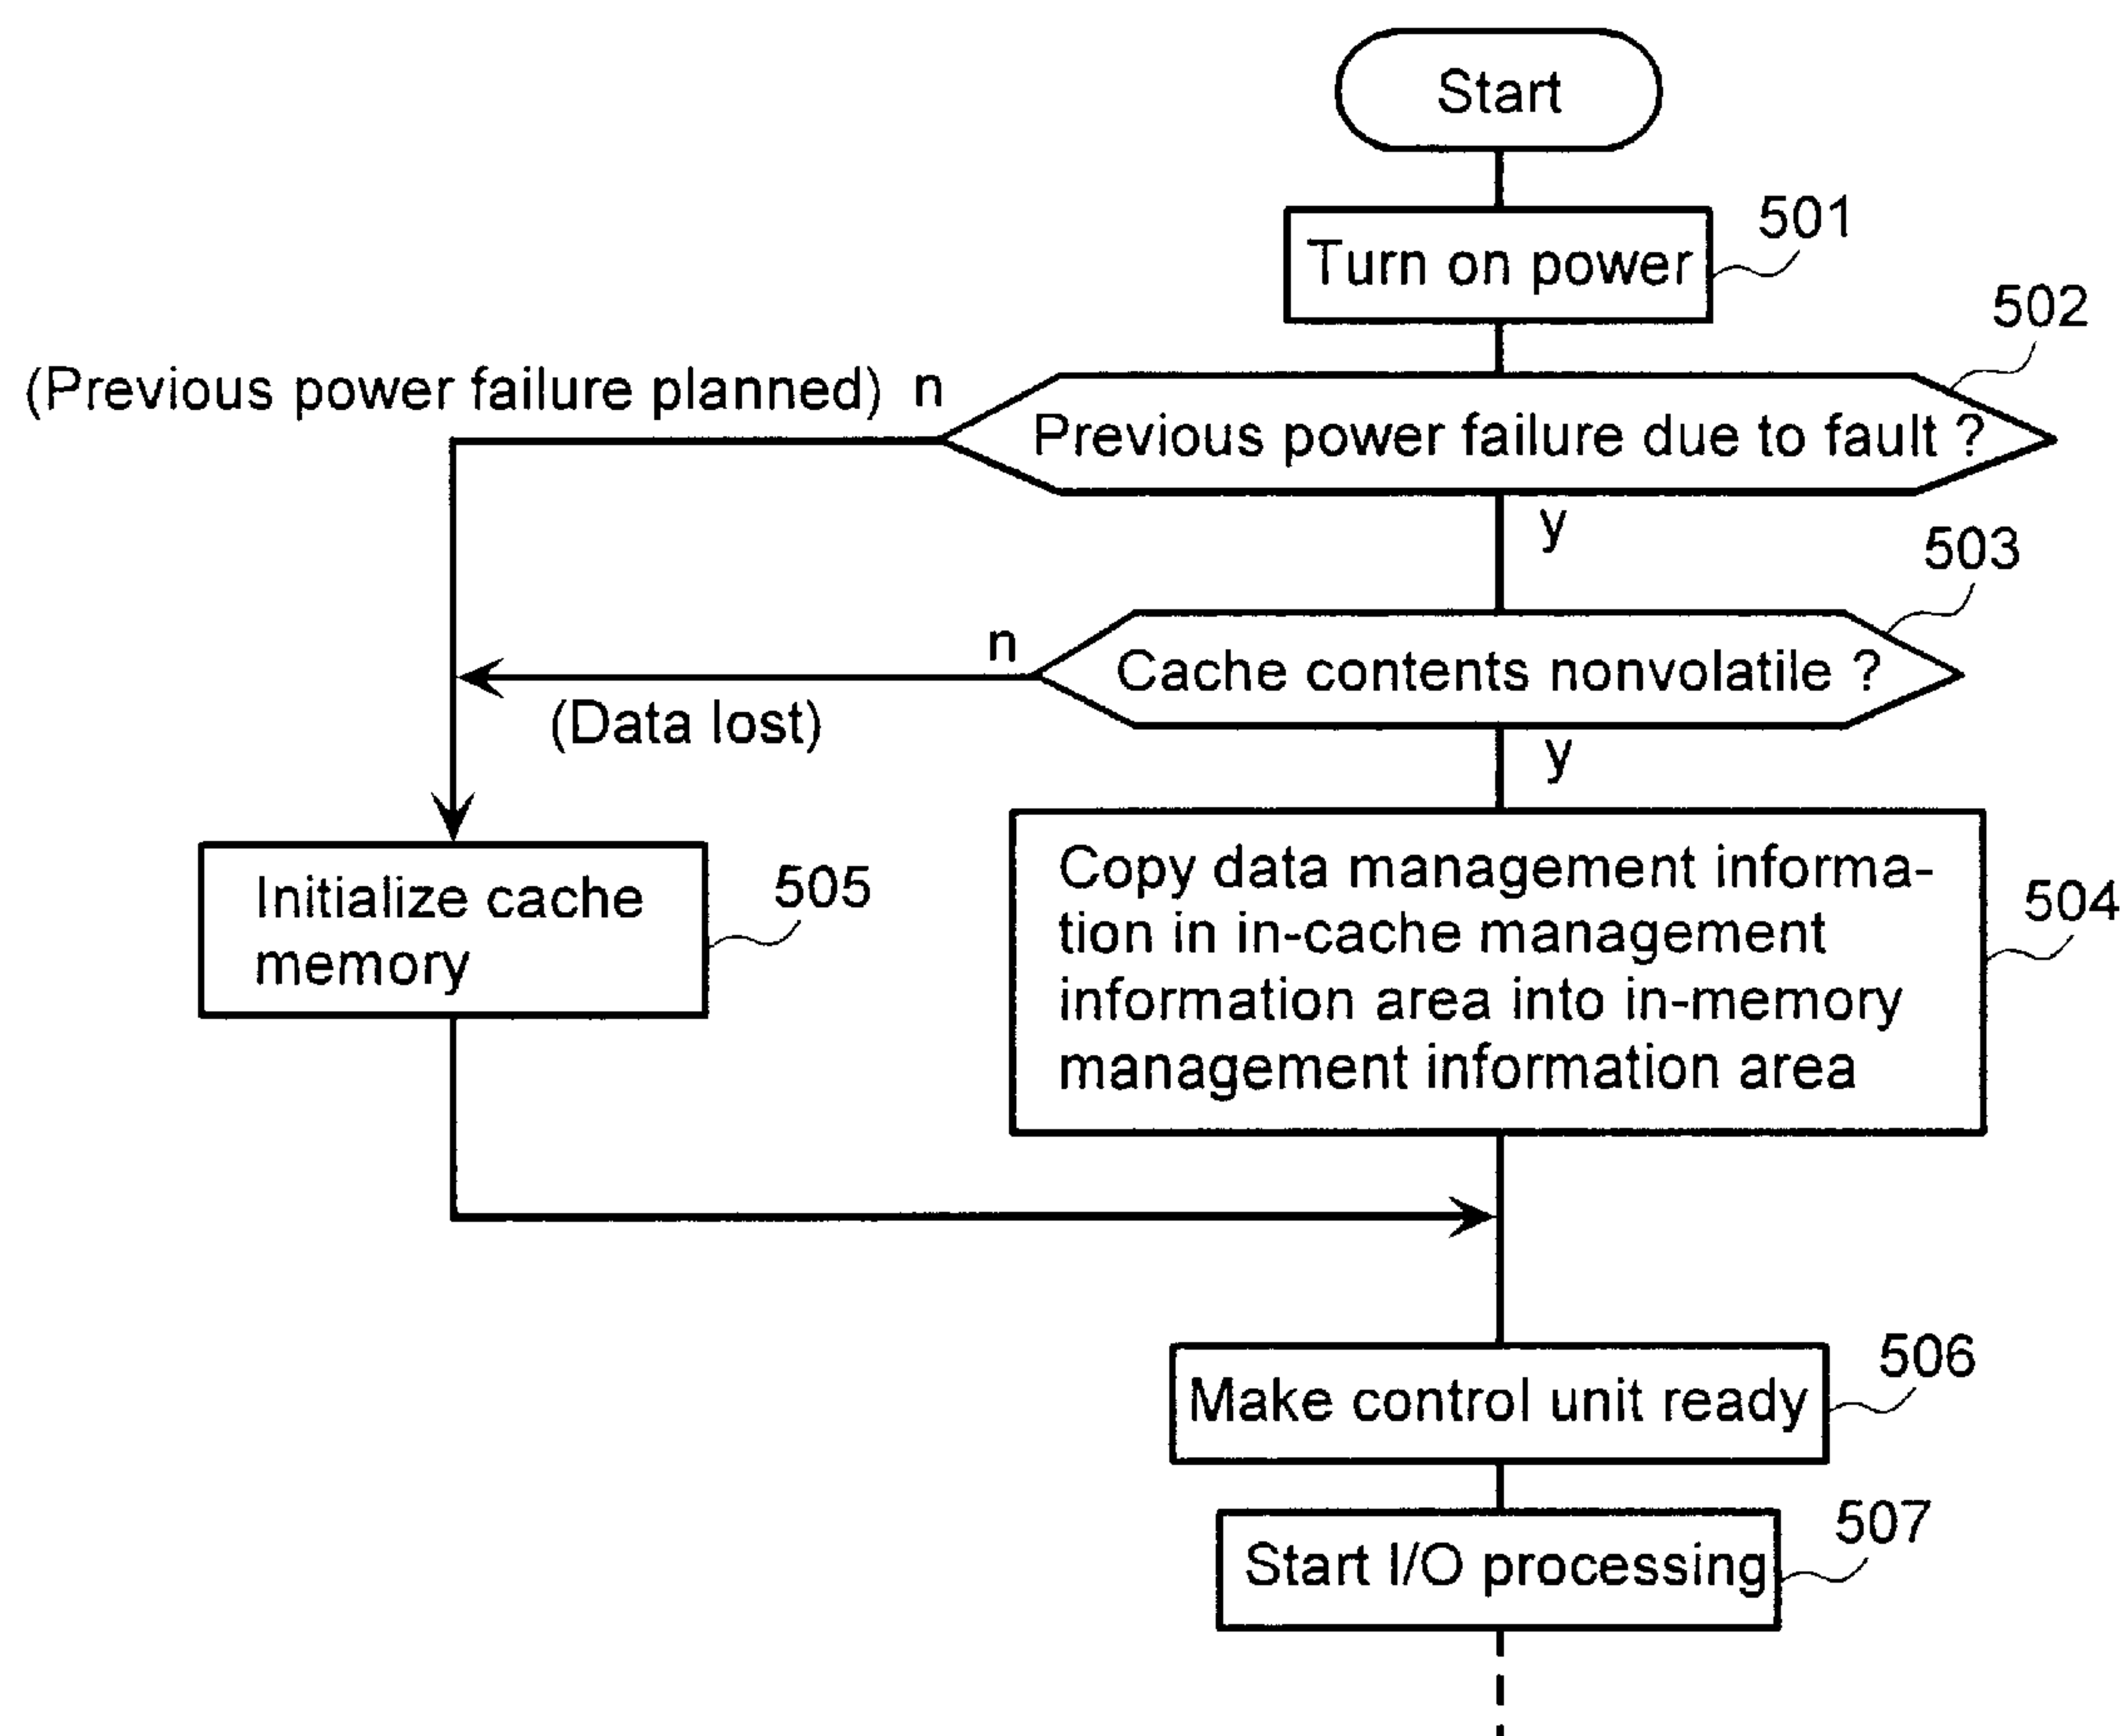 Start
501
Turn on power
502
(Previous power failure planned) n
Previous power failure due to fault ?
y
503
n
Cache contents nonvolatile ?
(Data lost)
y
Initialize cache
memory
505
Copy data management informa-
tion in in-cache management
information area into in-memory
management information area
504
506
Make control unit ready
507
Start I/O processing